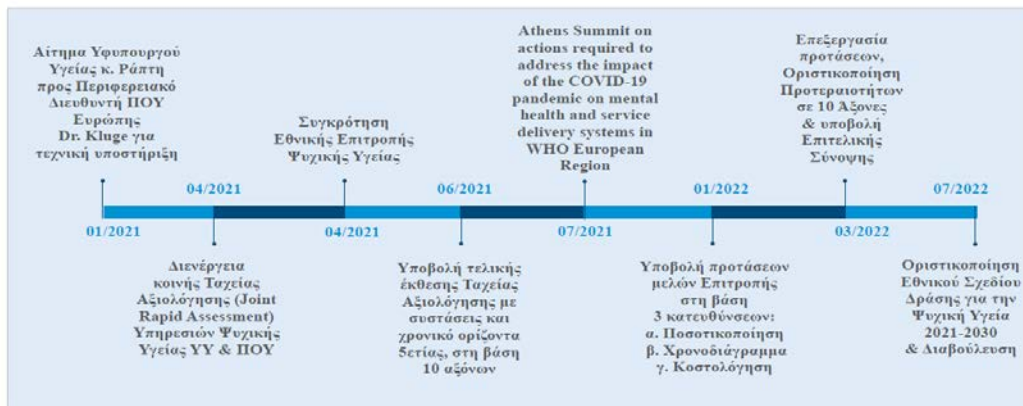 Αίτημα Υφυπουργού
Υγείας κ. Ράπτη
προς Περιφερειακό
Διευθυντή ΠΟΥ
Ευρώπης
Dr. Kluge για
τεχνική υποστήριξη
Συγκρότηση
Εθνικής Επιτροπής
Ψυχικής Υγείας
Athens Summit on
actions required to
address the impact
of the COVID-19
pandemic on mental
health and service
delivery systems in
WHO European
Region
Επεξεργασία
προτάσεων,
Οριστικοποίηση
Προτεραιοτήτων
σε 10 Άξονες
& υποβολή
Επιτελικής
Σύνοψης
04/2021
06/2021
01/2022
07/2022
01/2021
04/2021
07/2021
03/2022
Διενέργεια
κοινής Ταχείας
Αξιολόγησης (Joint
Rapid Assessment)
Υπηρεσιών Ψυχικής
Υγείας ΥΥ & ΠΟΥ
Υποβολή τελικής
έκθεσης Ταχείας
Αξιολόγησης με
συστάσεις και
χρονικό ορίζοντα
5ετίας, στη βάση
10 αξόνων
Υποβολή προτάσεων
μελών Επιτροπής
στη βάση
3 κατευθύνσεων:
α. Ποσοτικοποίηση
β. Χρονοδιάγραμμα
γ. Κοστολόγηση
Οριστικοποίηση
Εθνικού Σχεδίου
Δράσης για την
Ψυχική Υγεία
2021-2030
& Διαβούλευση